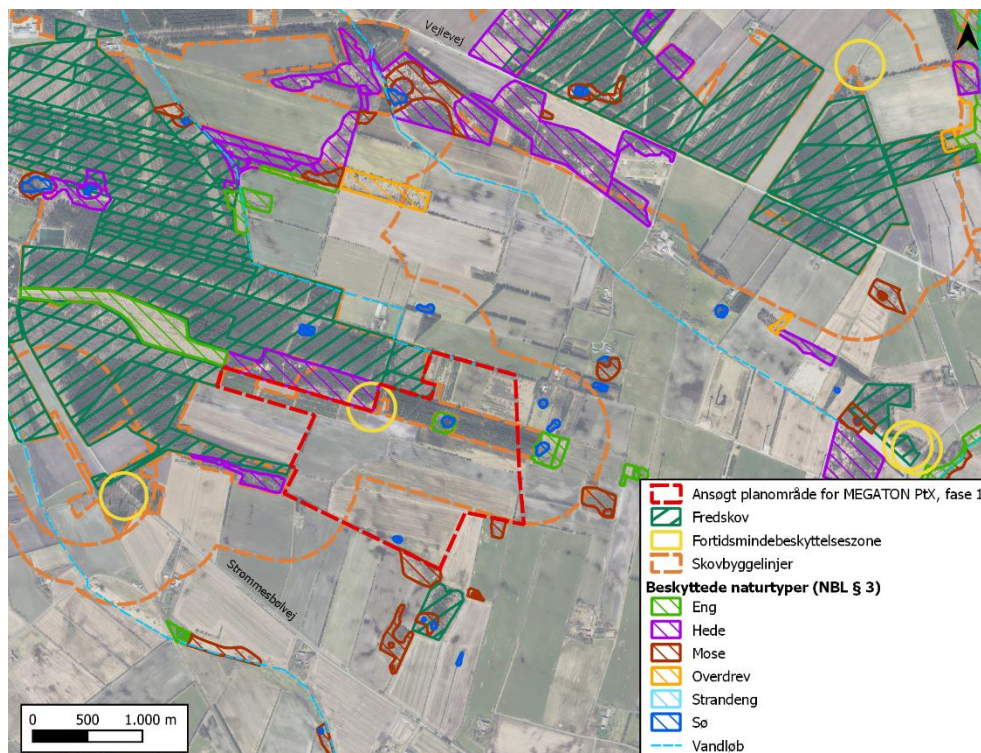 Vejlevej
Strømmesbølvej
Ansøgt planområde for MEGATON PtX, fase 1
Fredskov
Fortidsmindebeskyttelseszone
Skovbyggelinjer
Beskyttede naturtyper (NBL § 3)
Eng
Hede
Mose
Overdrev
Strandeng
Sø
Vandløb
0 500 1.000 m